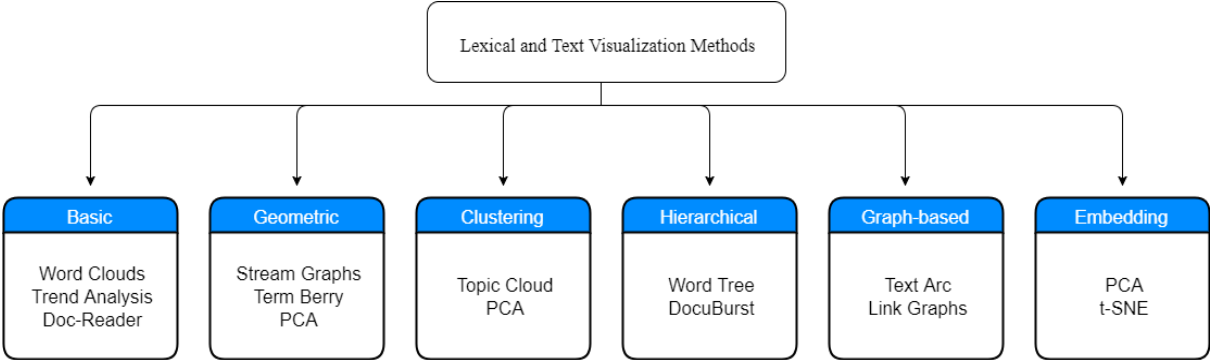 Lexical and Text Visualization Methods
Basic
Word Clouds
Trend Analysis
Doc-Reader
Geometric
Stream Graphs
Term Berry
PCA
Clustering
Topic Cloud
PCA
Hierarchical
Word Tree
DocuBurst
Graph-based
Text Arc
Link Graphs
Embedding
PCA
t-SNE